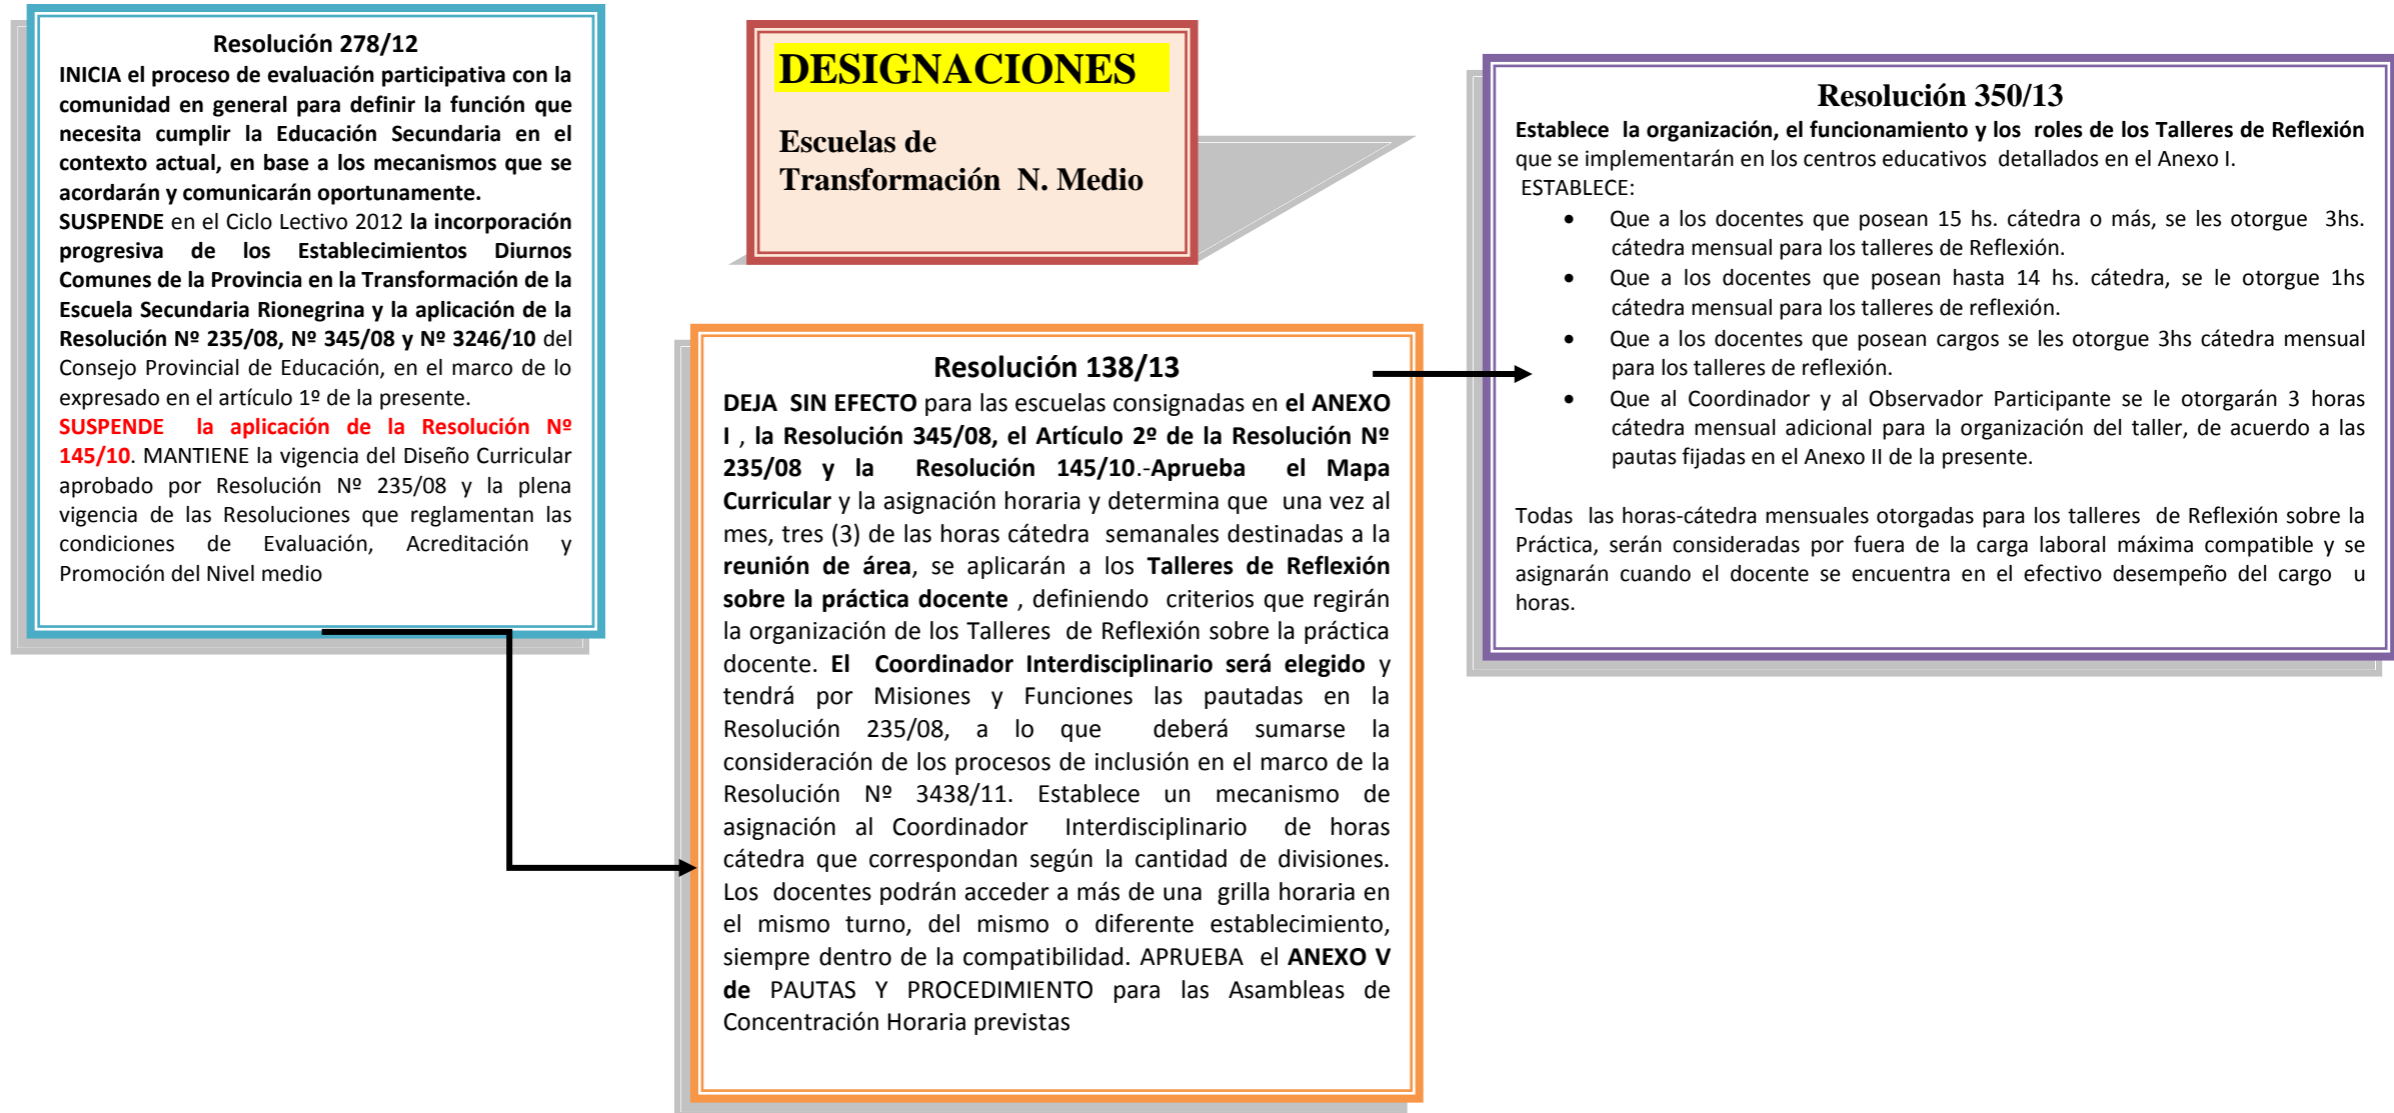 Resolución 278/12
INICIA el proceso de evaluación participativa con la
comunidad en general para definir la función que
necesita cumplir la Educación Secundaria en el
contexto actual, en base a los mecanismos que se
acordarán y comunicarán oportunamente.
SUSPENDE en el Ciclo Lectivo 2012 la incorporación
progresiva de los Establecimientos Diurnos
Comunes de la Provincia en la Transformación de la
Escuela Secundaria Rionegrina y la aplicación de la
Resolución Nº 235/08, Nº 345/08 y Nº 3246/10 del
Consejo Provincial de Educación, en el marco de lo
expresado en el artículo 1º de la presente.
SUSPENDE la aplicación de la Resolución Nº
145/10. MANTIENE la vigencia del Diseño Curricular
aprobado por Resolución Nº 235/08 y la plena
vigencia de las Resoluciones que reglamentan las
condiciones de Evaluación, Acreditación y
Promoción del Nivel medio
DESIGNACIONES
Escuelas de
Transformación N. Medio
Resolución 138/13
DEJA SIN EFECTO para las escuelas consignadas en el ANEXO
I , la Resolución 345/08, el Artículo 2º de la Resolución Nº
235/08 y la Resolución 145/10.-Aprueba el Mapa
Curricular y la asignación horaria y determina que una vez al
mes, tres (3) de las horas cátedra semanales destinadas a la
reunión de área, se aplicarán a los Talleres de Reflexión
sobre la práctica docente , definiendo criterios que regirán
la organización de los Talleres de Reflexión sobre la práctica
docente. El Coordinador Interdisciplinario será elegido y
tendrá por Misiones y Funciones las pautadas en la
Resolución 235/08, a lo que deberá sumarse la
consideración de los procesos de inclusión en el marco de la
Resolución Nº 3438/11. Establece un mecanismo de
asignación al Coordinador Interdisciplinario de horas
cátedra que correspondan según la cantidad de divisiones.
Los docentes podrán acceder a más de una grilla horaria en
el mismo turno, del mismo o diferente establecimiento,
siempre dentro de la compatibilidad. APRUEBA el ANEXO V
de PAUTAS Y PROCEDIMIENTO para las Asambleas de
Concentración Horaria previstas
Resolución 350/13
Establece la organización, el funcionamiento y los roles de los Talleres de Reflexión
que se implementarán en los centros educativos detallados en el Anexo I.
ESTABLECE:
• Que a los docentes que posean 15 hs. cátedra o más, se les otorgue 3hs.
cátedra mensual para los talleres de Reflexión.
• Que a los docentes que posean hasta 14 hs. cátedra, se le otorgue 1hs
cátedra mensual para los talleres de reflexión.
• Que a los docentes que posean cargos se les otorgue 3hs cátedra mensual
para los talleres de reflexión.
• Que al Coordinador y al Observador Participante se le otorgarán 3 horas
cátedra mensual adicional para la organización del taller, de acuerdo a las
pautas fijadas en el Anexo II de la presente.
Todas las horas-cátedra mensuales otorgadas para los talleres de Reflexión sobre la
Práctica, serán consideradas por fuera de la carga laboral máxima compatible y se
asignarán cuando el docente se encuentra en el efectivo desempeño del cargo u
horas.